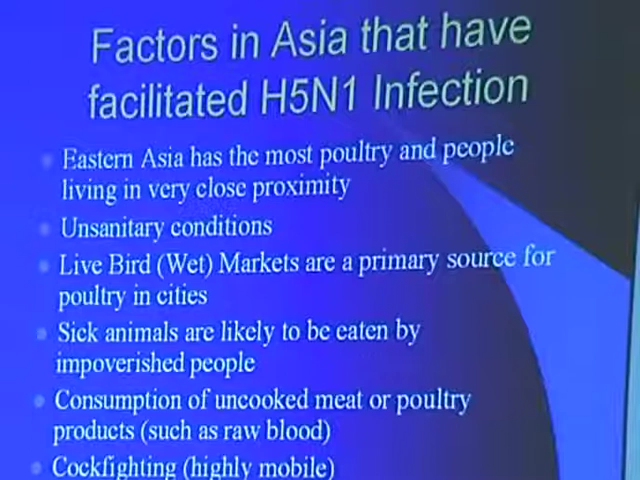 Factors in Asia that have
facilitated H5N1 Infection
Eastern Asia has the most poultry and people
living in very close proximity
Unsanitary conditions
Live Bird (Wet) Markets are a primary source for
poultry in cities
Sick animals are likely to be eaten by
impoverished people
Consumption of uncooked meat or poultry
products (such as raw blood)
Cockfighting (highly mobile)